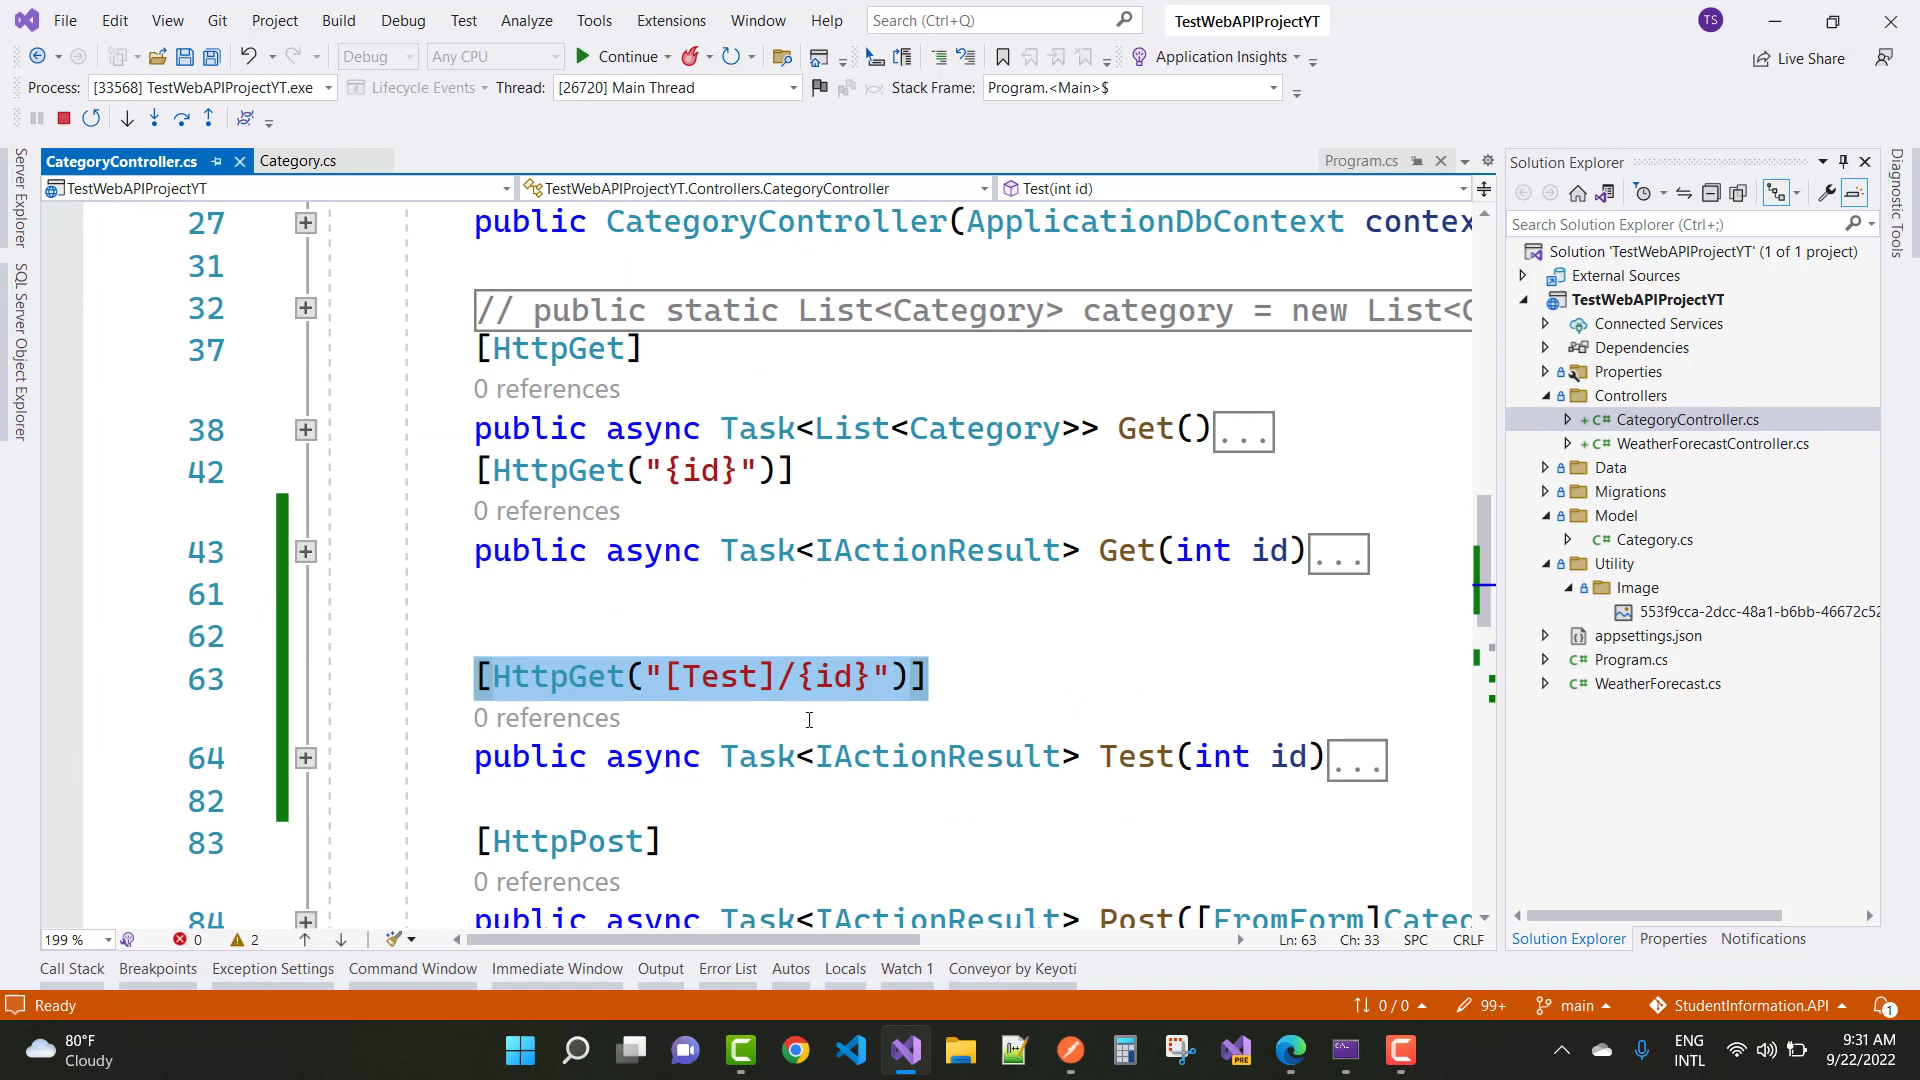 File Edit View Git Project Build Debug Test Analyze Tools Extensions Window Help Search (Ctrl+Q) TestWebAPIProjectYT TS
Debug Any CPU Continue Application Insights Live Share
Process: [33568] TestWebAPIProjectYT.exe Lifecycle Events Thread: [26720] Main Thread Stack Frame: Program.<Main>$
Server Explorer
SQL Server Object Explorer
CategoryController.cs Category.cs Program.cs
TestWebAPIProjectYT TestWebAPIProjectYT.Controllers.CategoryController Test(int id)
27 public CategoryController(ApplicationDbContext contex
31
32 // public static List<Category> category = new List<C
37 [HttpGet]
0 references
38 public async Task<List<Category>> Get()...
42 [HttpGet("{id}")]
0 references
43 public async Task<IActionResult> Get(int id)...
61
62
63 [HttpGet("[Test]/{id}")]
0 references
64 public async Task<IActionResult> Test(int id)...
82
83 [HttpPost]
0 references
84 public async Task<IActionResult> Post([FromForm]Categ
199 % 0 2 Ln: 63 Ch: 33 SPC CRLF
Solution Explorer
Search Solution Explorer (Ctrl+;)
Solution 'TestWebAPIProjectYT' (1 of 1 project)
External Sources
TestWebAPIProjectYT
Connected Services
Dependencies
Properties
Controllers
+ C# CategoryController.cs
+ C# WeatherForecastController.cs
Data
Migrations
Model
C# Category.cs
Utility
Image
553f9cca-2dcc-48a1-b6bb-46672c52
appsettings.json
C# Program.cs
C# WeatherForecast.cs
Solution Explorer Properties Notifications
Diagnostic Tools
Call Stack Breakpoints Exception Settings Command Window Immediate Window Output Error List Autos Locals Watch 1 Conveyor by Keyoti
Ready 0 / 0 99+ main StudentInformation.API 1
80°F
Cloudy
PRE
ENG
INTL
9:31 AM
9/22/2022